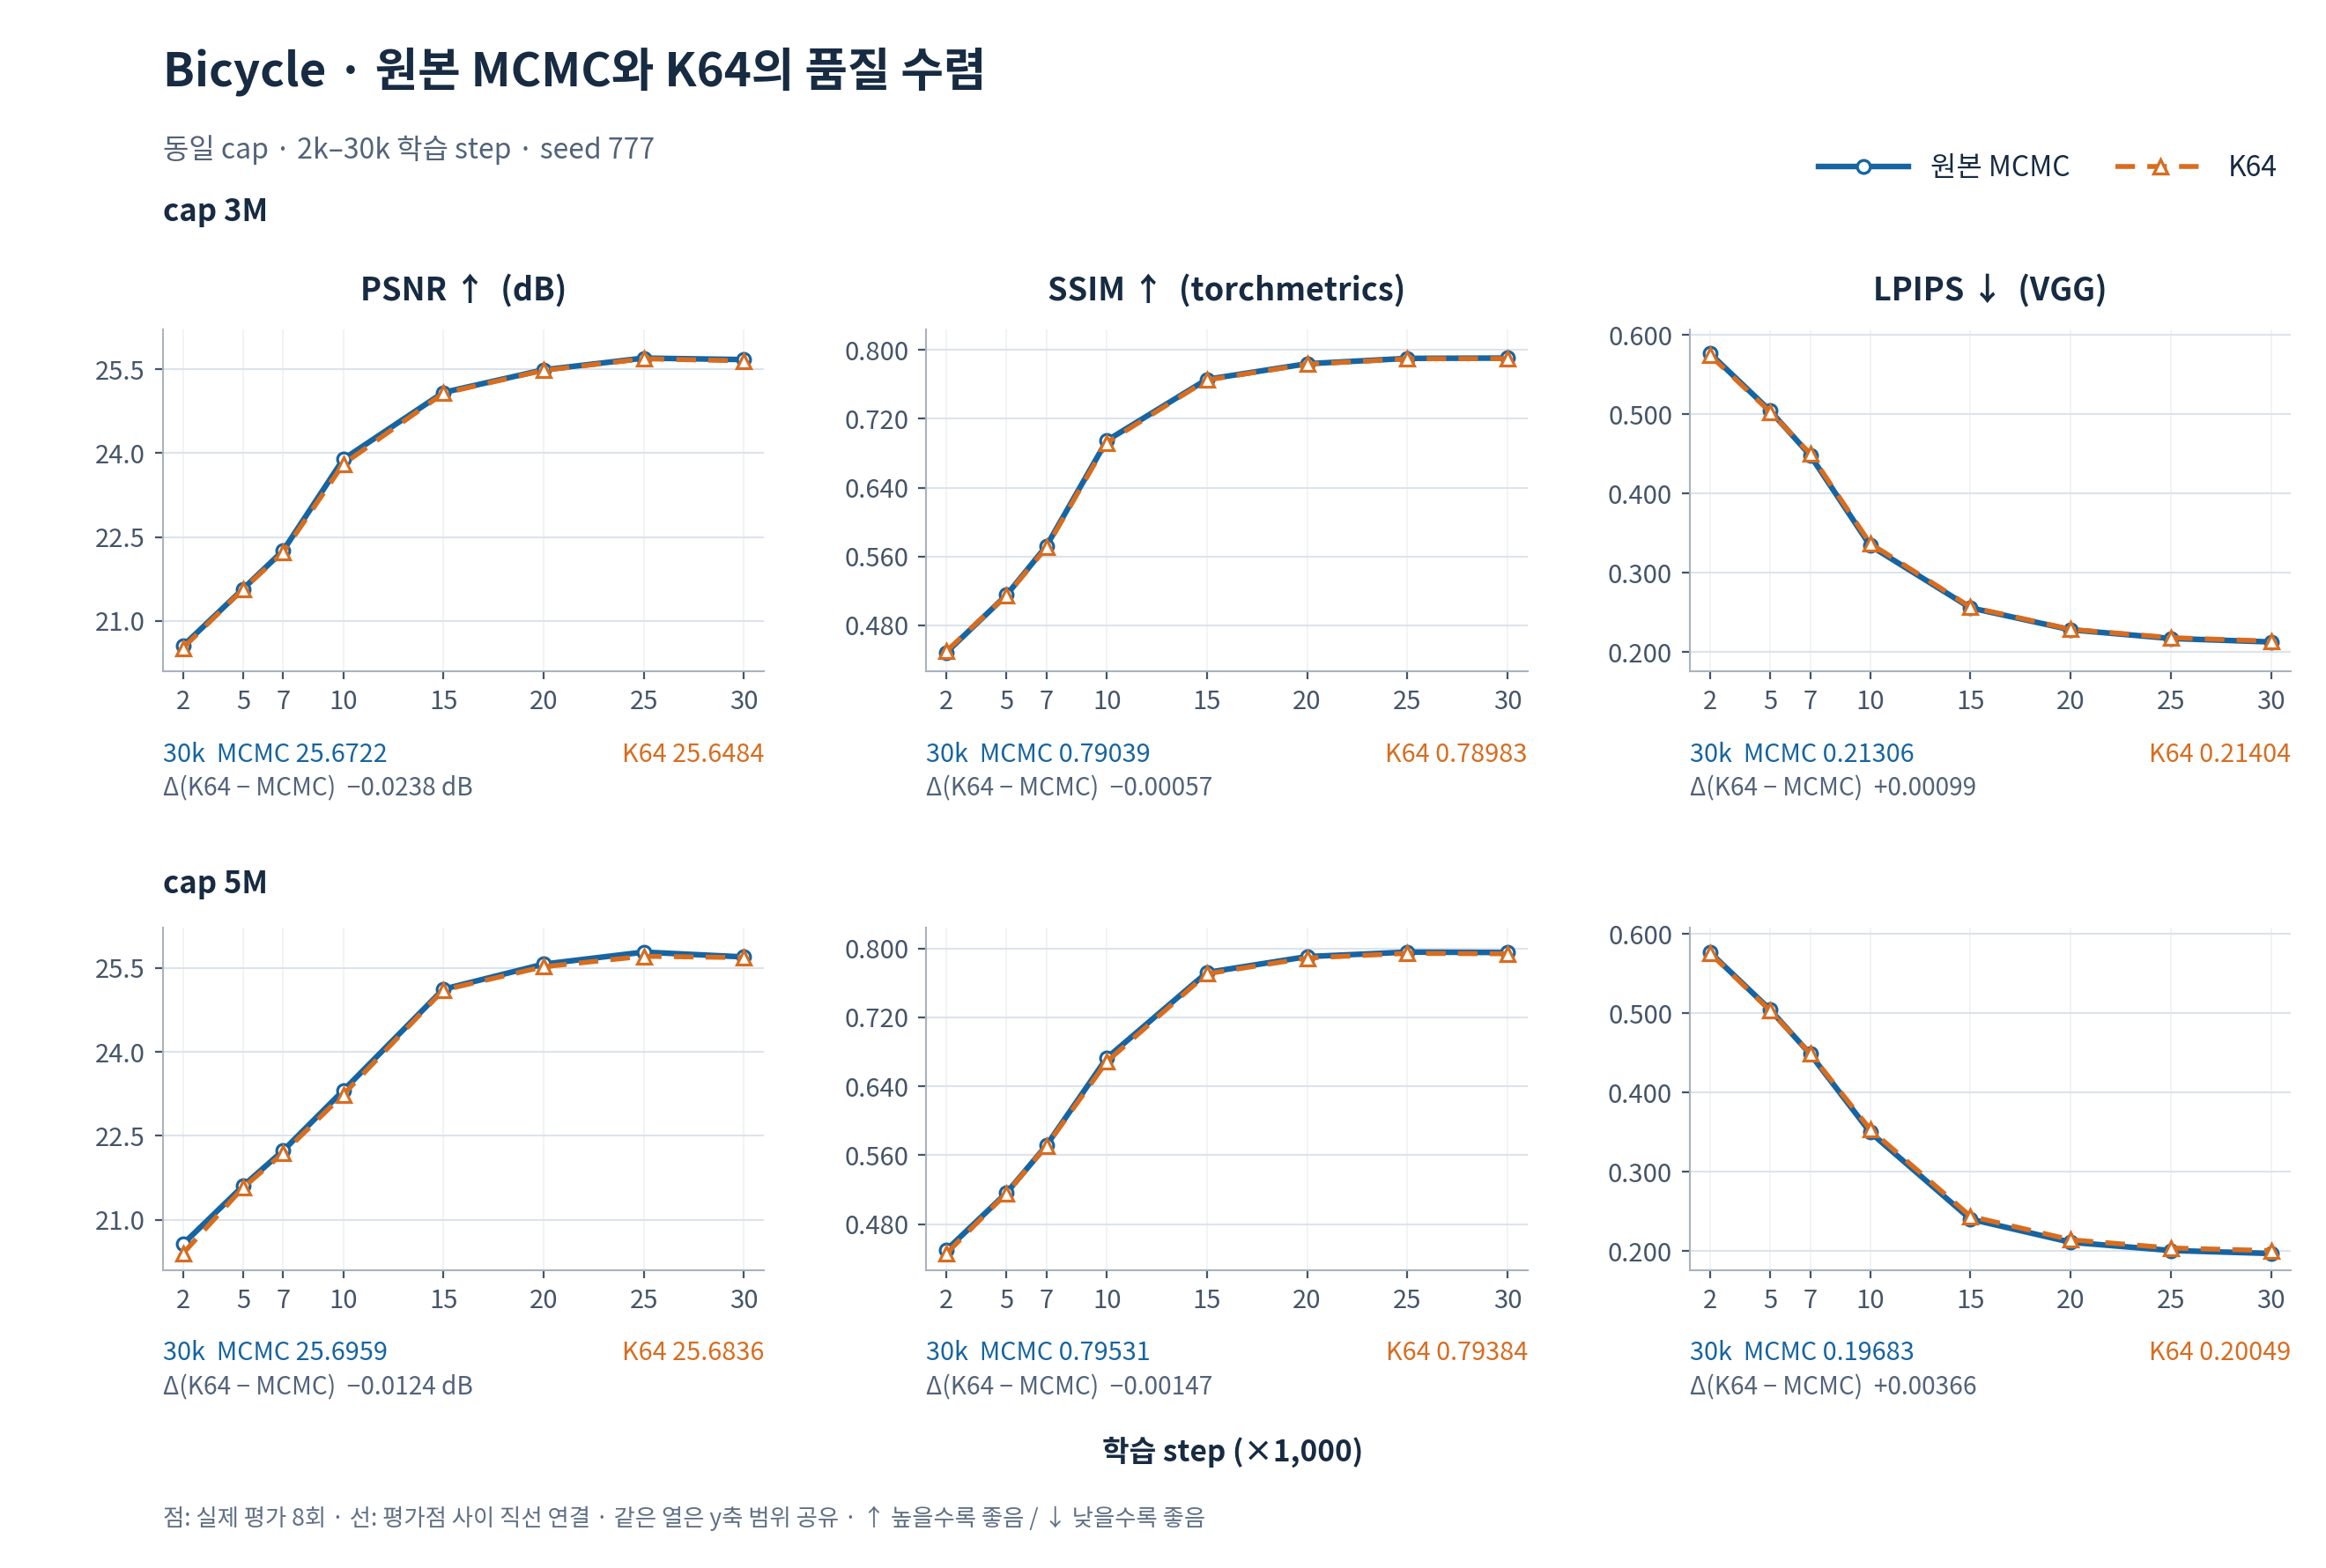 Bicycle · 원본 MCMC와 K64의 품질 수렴
동일 cap · 2k–30k 학습 step · seed 777
원본 MCMC K64
cap 3M
PSNR ↑ (dB)
25.5
24.0
22.5
21.0
2 5 7 10 15 20 25 30
30k MCMC 25.6722 K64 25.6484
Δ(K64 − MCMC) −0.0238 dB
SSIM ↑ (torchmetrics)
0.800
0.720
0.640
0.560
0.480
2 5 7 10 15 20 25 30
30k MCMC 0.79039 K64 0.78983
Δ(K64 − MCMC) −0.00057
LPIPS ↓ (VGG)
0.600
0.500
0.400
0.300
0.200
2 5 7 10 15 20 25 30
30k MCMC 0.21306 K64 0.21404
Δ(K64 − MCMC) +0.00099
cap 5M
25.5
24.0
22.5
21.0
2 5 7 10 15 20 25 30
30k MCMC 25.6959 K64 25.6836
Δ(K64 − MCMC) −0.0124 dB
0.800
0.720
0.640
0.560
0.480
2 5 7 10 15 20 25 30
30k MCMC 0.79531 K64 0.79384
Δ(K64 − MCMC) −0.00147
0.600
0.500
0.400
0.300
0.200
2 5 7 10 15 20 25 30
30k MCMC 0.19683 K64 0.20049
Δ(K64 − MCMC) +0.00366
학습 step (×1,000)
점: 실제 평가 8회 · 선: 평가점 사이 직선 연결 · 같은 열은 y축 범위 공유 · ↑ 높을수록 좋음 / ↓ 낮을수록 좋음